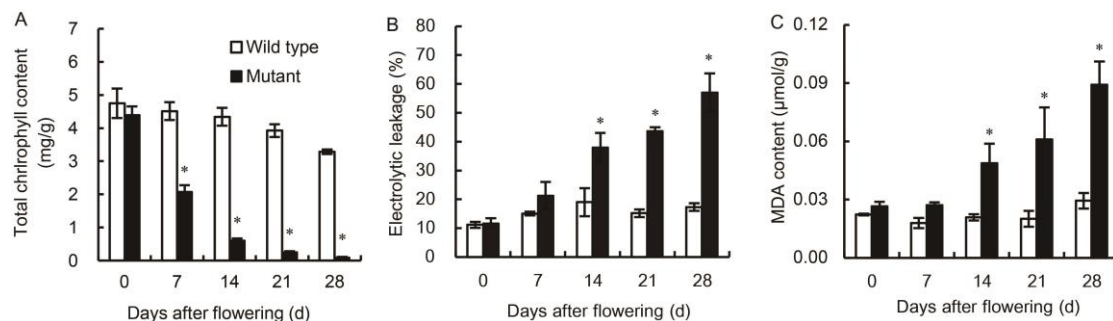 A
Total chrlrophyll content
(mg/g)
7
6
5
4
3
2
1
0
Wild type
Mutant
*
*
*
*
0 7 14 21 28
Days after flowering (d)
B
Electrolytic leakage (%)
80
70
60
50
40
30
20
10
0
*
*
*
0 7 14 21 28
Days after flowering (d)
C
MDA content (μmol/g)
0.12
0.09
0.06
0.03
0.00
*
*
*
0 7 14 21 28
Days after flowering (d)